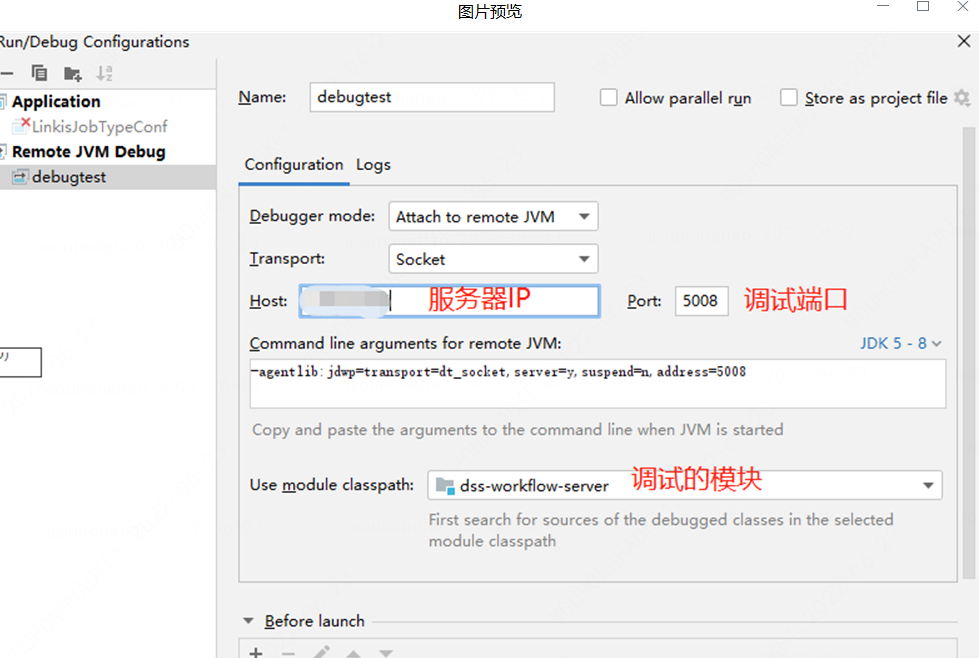 图片预览
Run/Debug Configurations
Application
LinkisJobTypeConf
Remote JVM Debug
debugtest
Name: debugtest
Allow parallel run
Store as project file
Configuration Logs
Debugger mode: Attach to remote JVM
Transport: Socket
Host: 服务器IP Port: 5008 调试端口
Command line arguments for remote JVM: JDK 5 - 8
-agentlib:jdwp=transport=dt_socket,server=y,suspend=n,address=5008
Copy and paste the arguments to the command line when JVM is started
Use module classpath: dss-workflow-server 调试的模块
First search for sources of the debugged classes in the selected
module classpath
Before launch